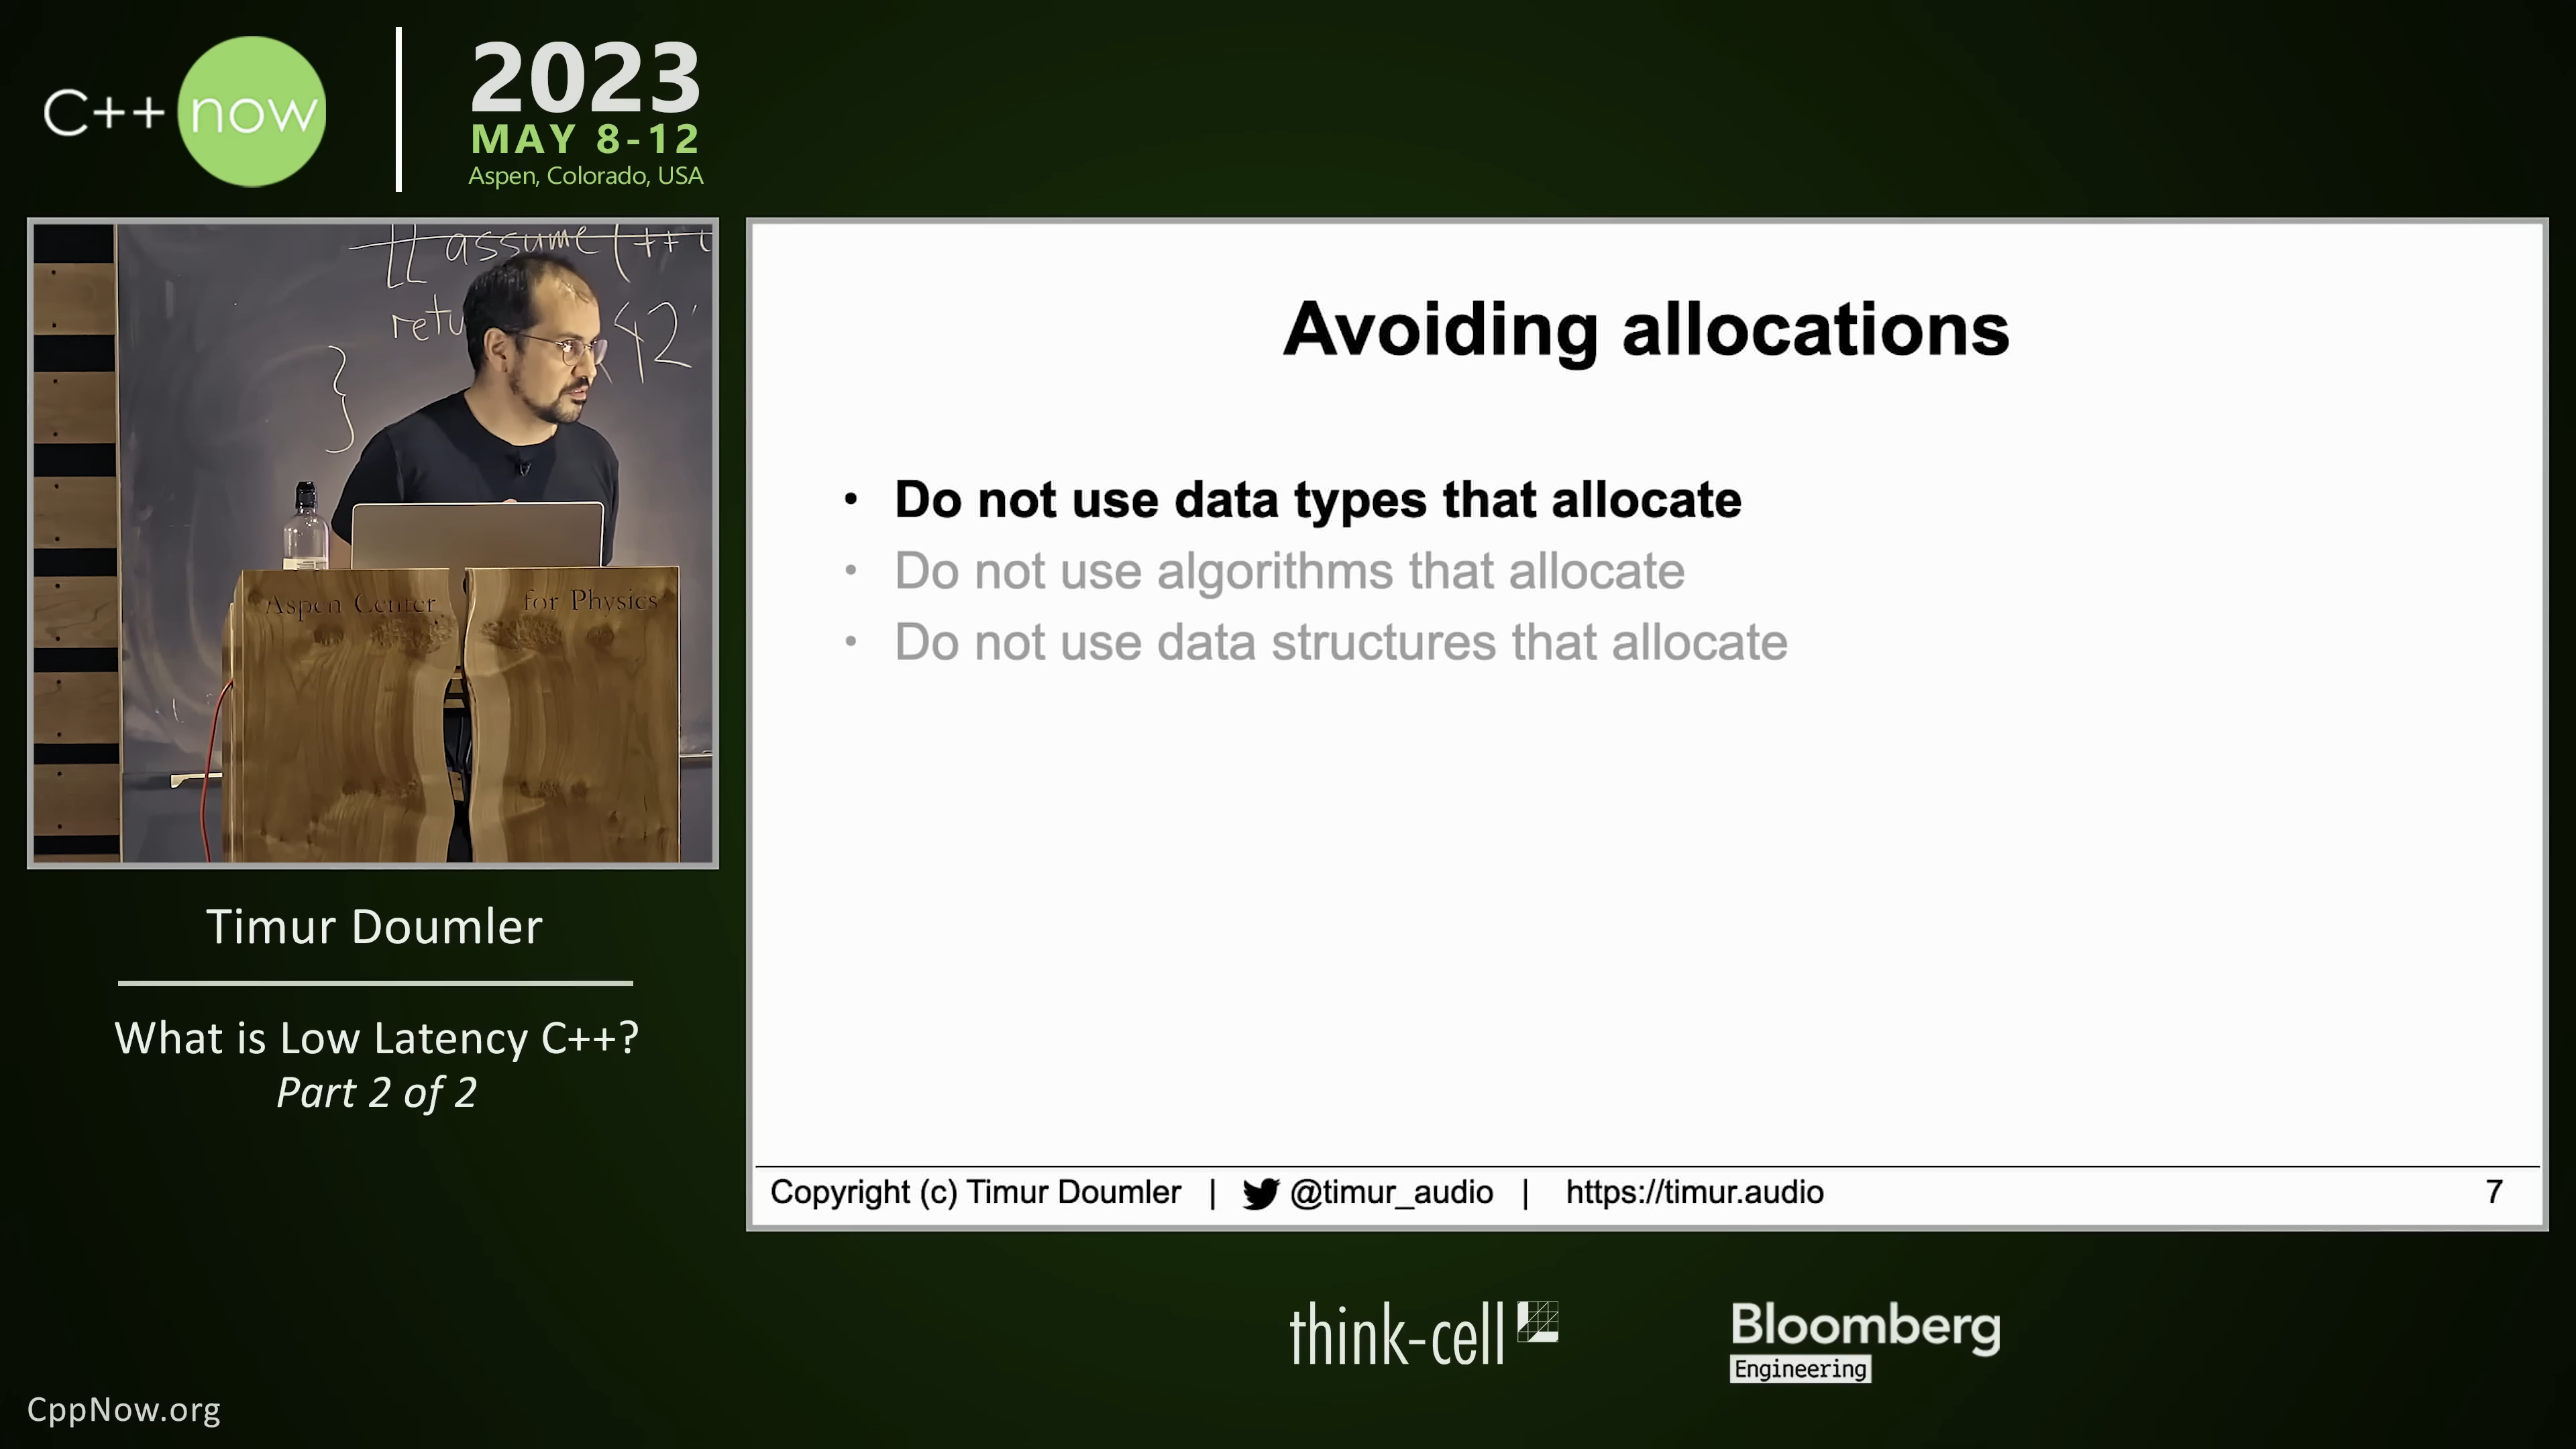 C++ now
2023
MAY 8-12
Aspen, Colorado, USA
[[ assume(++
retu 42
}
Aspen Center for Physics
Timur Doumler
What is Low Latency C++?
Part 2 of 2
Avoiding allocations
• Do not use data types that allocate
• Do not use algorithms that allocate
• Do not use data structures that allocate
Copyright (c) Timur Doumler | @timur_audio | https://timur.audio 7
think-cell
Bloomberg
Engineering
CppNow.org